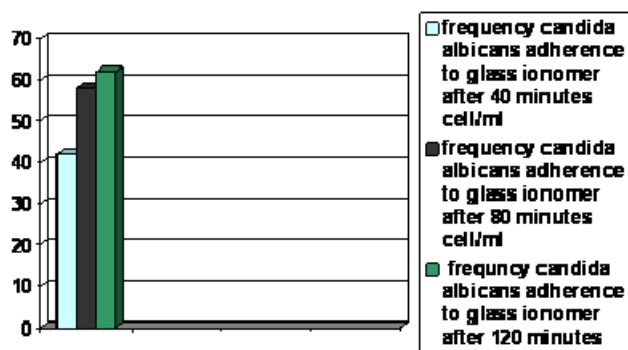 70
60
50
40
30
20
10
0
frequency candida
albicans adherence
to glass ionomer
after 40 minutes
cell/ml
frequency candida
albicans adherence
to glass ionomer
after 80 minutes
cell/ml
frequncy candida
albicans adherence
to glass ionomer
after 120 minutes